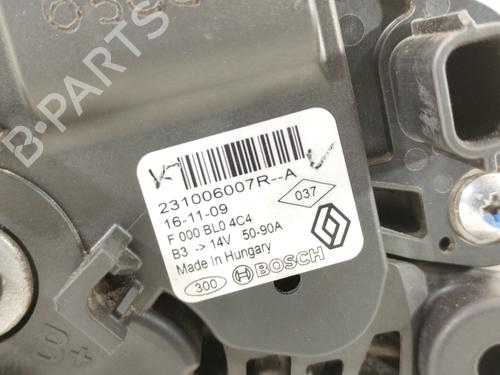 B-PARTS
231006007R--A
16-11-09
037
F 000 BL0 4C4
B3 -> 14V 50-90A
Made in Hungary
BOSCH
300
B+